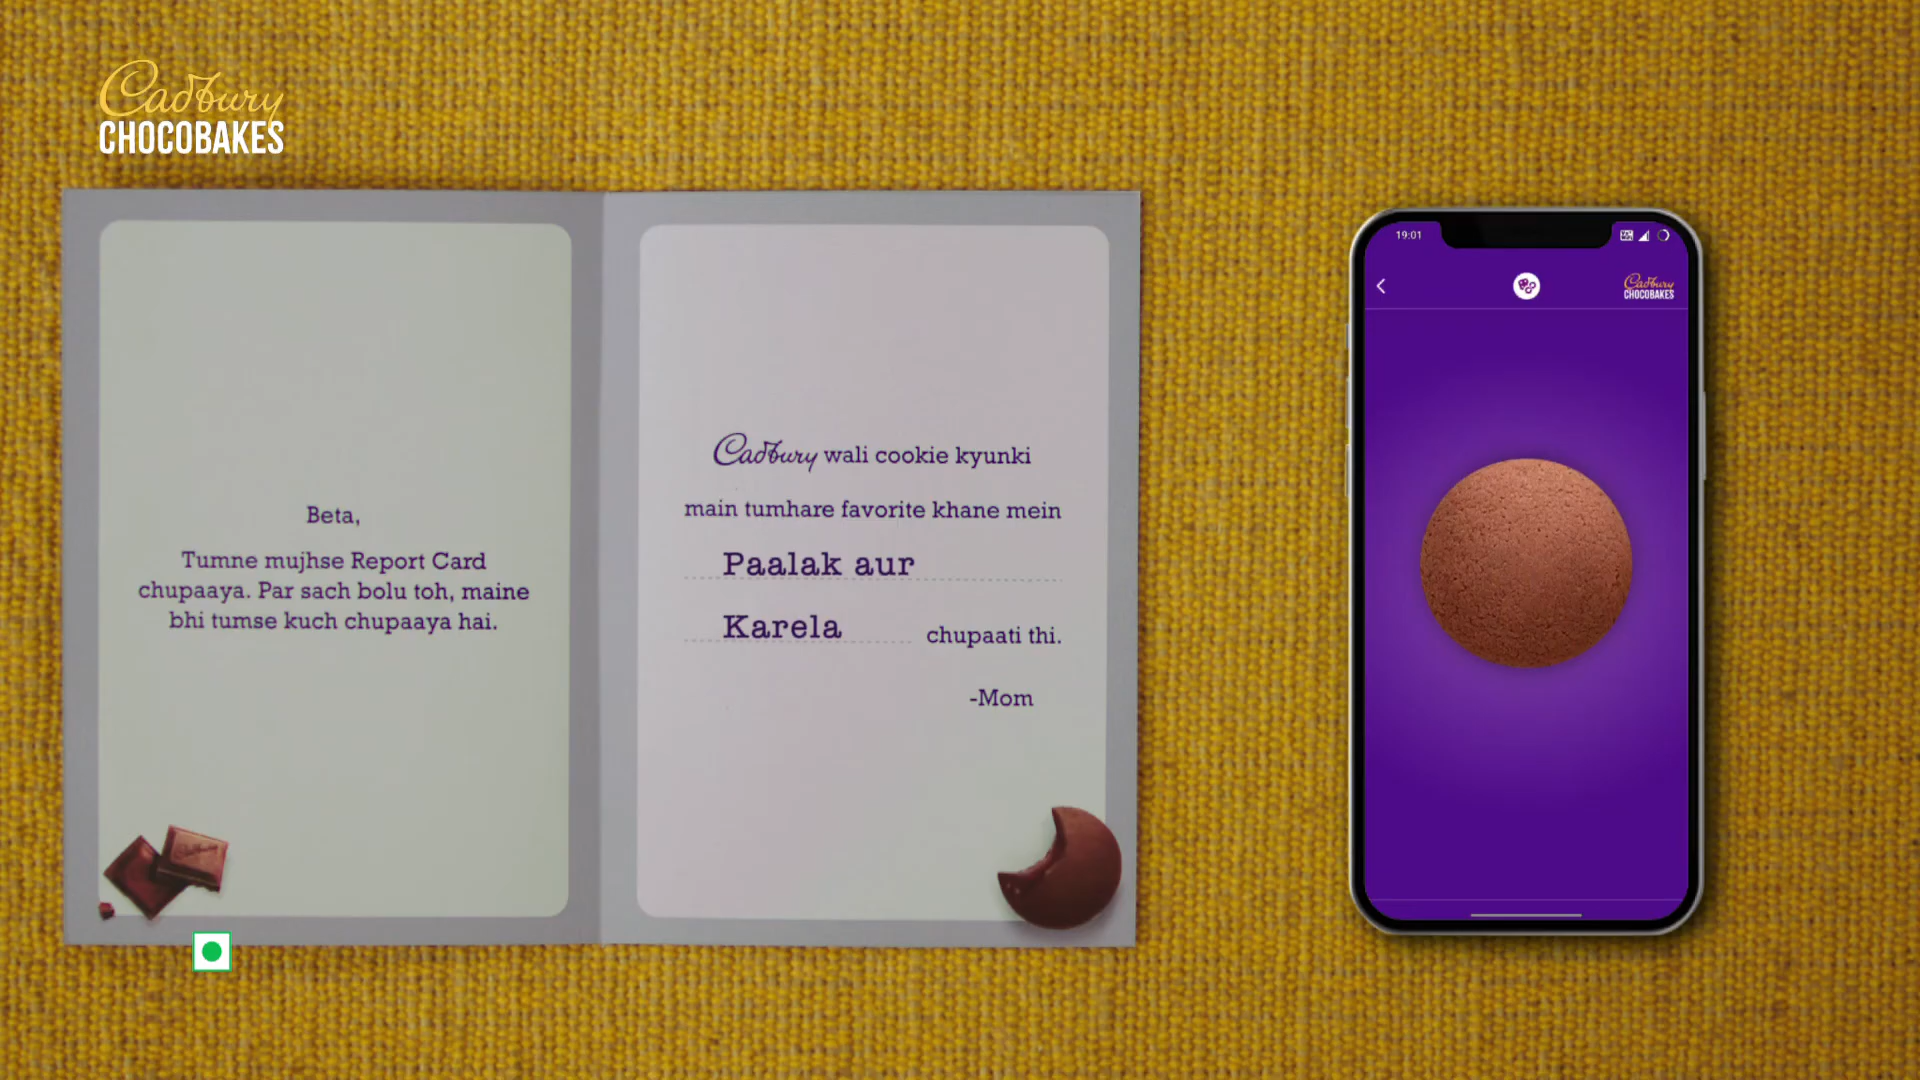 Cadbury
CHOCOBAKES
Beta,
Tumne mujhse Report Card
chupaaya. Par sach bolu toh, maine
bhi tumse kuch chupaaya hai.
Cadbury
Cadbury wali cookie kyunki
main tumhare favorite khane mein
Paalak aur
Karela chupaati thi.
-Mom
19:01
Cadbury
CHOCOBAKES